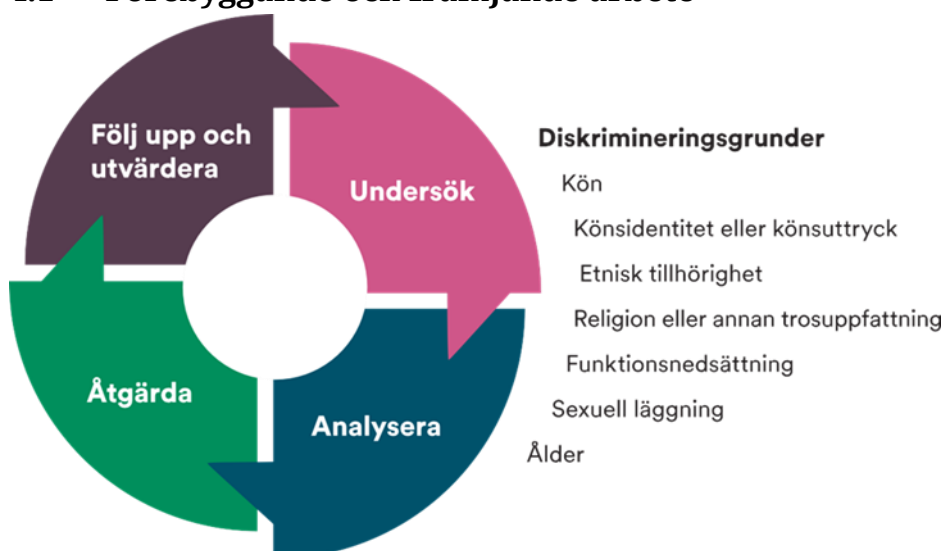 Följ upp och
utvärdera
Undersök
Åtgärda
Analysera
Diskrimineringsgrunder
Kön
Könsidentitet eller könsuttryck
Etnisk tillhörighet
Religion eller annan trosuppfattning
Funktionsnedsättning
Sexuell läggning
Ålder